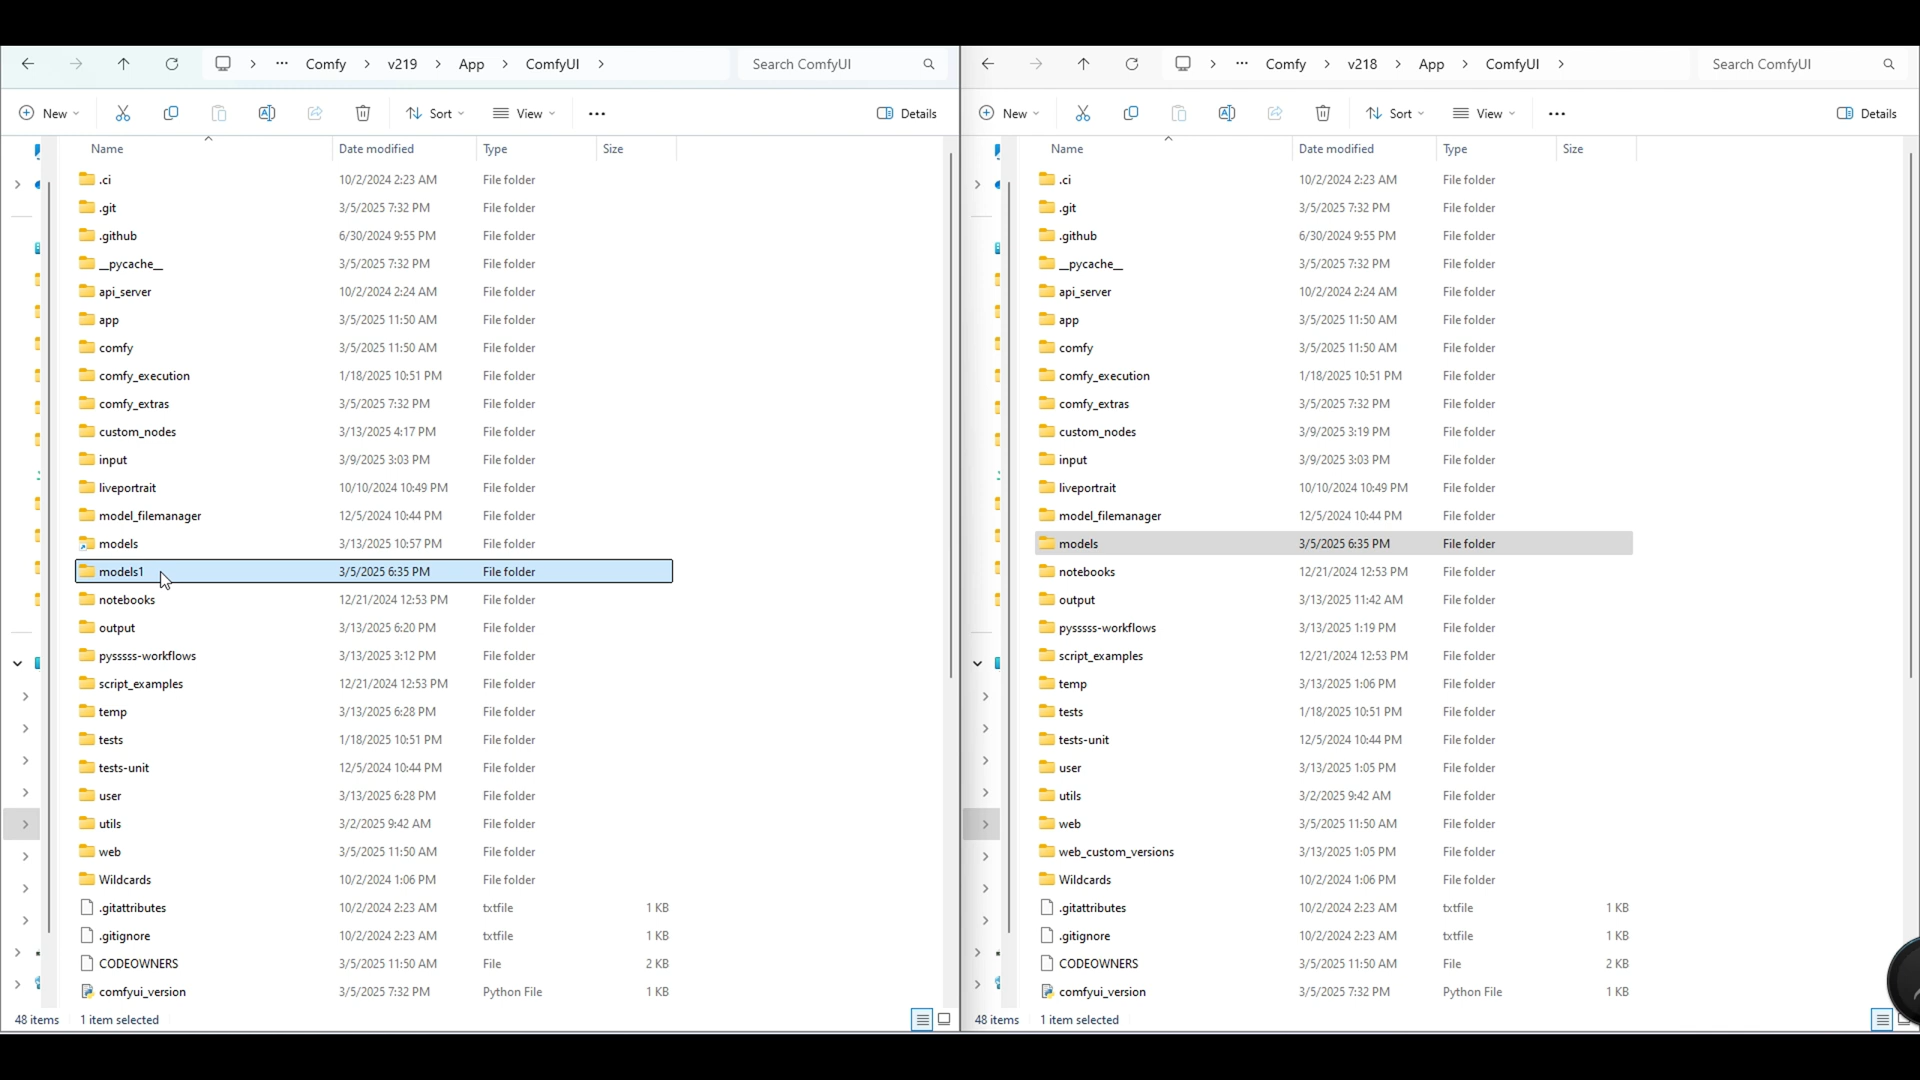 Comfy > v219 > App > ComfyUI > Search ComfyUI
New Sort View Details
Name Date modified Type Size
.ci 10/2/2024 2:23 AM File folder
.git 3/5/2025 7:32 PM File folder
.github 6/30/2024 9:55 PM File folder
__pycache__ 3/5/2025 7:32 PM File folder
api_server 10/2/2024 2:24 AM File folder
app 3/5/2025 11:50 AM File folder
comfy 3/5/2025 11:50 AM File folder
comfy_execution 1/18/2025 10:51 PM File folder
comfy_extras 3/5/2025 7:32 PM File folder
custom_nodes 3/13/2025 4:17 PM File folder
input 3/9/2025 3:03 PM File folder
liveportrait 10/10/2024 10:49 PM File folder
model_filemanager 12/5/2024 10:44 PM File folder
models 3/13/2025 10:57 PM File folder
models1 3/5/2025 6:35 PM File folder
notebooks 12/21/2024 12:53 PM File folder
output 3/13/2025 6:20 PM File folder
pysssss-workflows 3/13/2025 3:12 PM File folder
script_examples 12/21/2024 12:53 PM File folder
temp 3/13/2025 6:28 PM File folder
tests 1/18/2025 10:51 PM File folder
tests-unit 12/5/2024 10:44 PM File folder
user 3/13/2025 6:28 PM File folder
utils 3/2/2025 9:42 AM File folder
web 3/5/2025 11:50 AM File folder
Wildcards 10/2/2024 1:06 PM File folder
.gitattributes 10/2/2024 2:23 AM txtfile 1 KB
.gitignore 10/2/2024 2:23 AM txtfile 1 KB
CODEOWNERS 3/5/2025 11:50 AM File 2 KB
comfyui_version 3/5/2025 7:32 PM Python File 1 KB
48 items 1 item selected
Comfy > v218 > App > ComfyUI > Search ComfyUI
New Sort View Details
Name Date modified Type Size
.ci 10/2/2024 2:23 AM File folder
.git 3/5/2025 7:32 PM File folder
.github 6/30/2024 9:55 PM File folder
__pycache__ 3/5/2025 7:32 PM File folder
api_server 10/2/2024 2:24 AM File folder
app 3/5/2025 11:50 AM File folder
comfy 3/5/2025 11:50 AM File folder
comfy_execution 1/18/2025 10:51 PM File folder
comfy_extras 3/5/2025 7:32 PM File folder
custom_nodes 3/9/2025 3:19 PM File folder
input 3/9/2025 3:03 PM File folder
liveportrait 10/10/2024 10:49 PM File folder
model_filemanager 12/5/2024 10:44 PM File folder
models 3/5/2025 6:35 PM File folder
notebooks 12/21/2024 12:53 PM File folder
output 3/13/2025 11:42 AM File folder
pysssss-workflows 3/13/2025 1:19 PM File folder
script_examples 12/21/2024 12:53 PM File folder
temp 3/13/2025 1:06 PM File folder
tests 1/18/2025 10:51 PM File folder
tests-unit 12/5/2024 10:44 PM File folder
user 3/13/2025 1:05 PM File folder
utils 3/2/2025 9:42 AM File folder
web 3/5/2025 11:50 AM File folder
web_custom_versions 3/13/2025 1:05 PM File folder
Wildcards 10/2/2024 1:06 PM File folder
.gitattributes 10/2/2024 2:23 AM txtfile 1 KB
.gitignore 10/2/2024 2:23 AM txtfile 1 KB
CODEOWNERS 3/5/2025 11:50 AM File 2 KB
comfyui_version 3/5/2025 7:32 PM Python File 1 KB
48 items 1 item selected